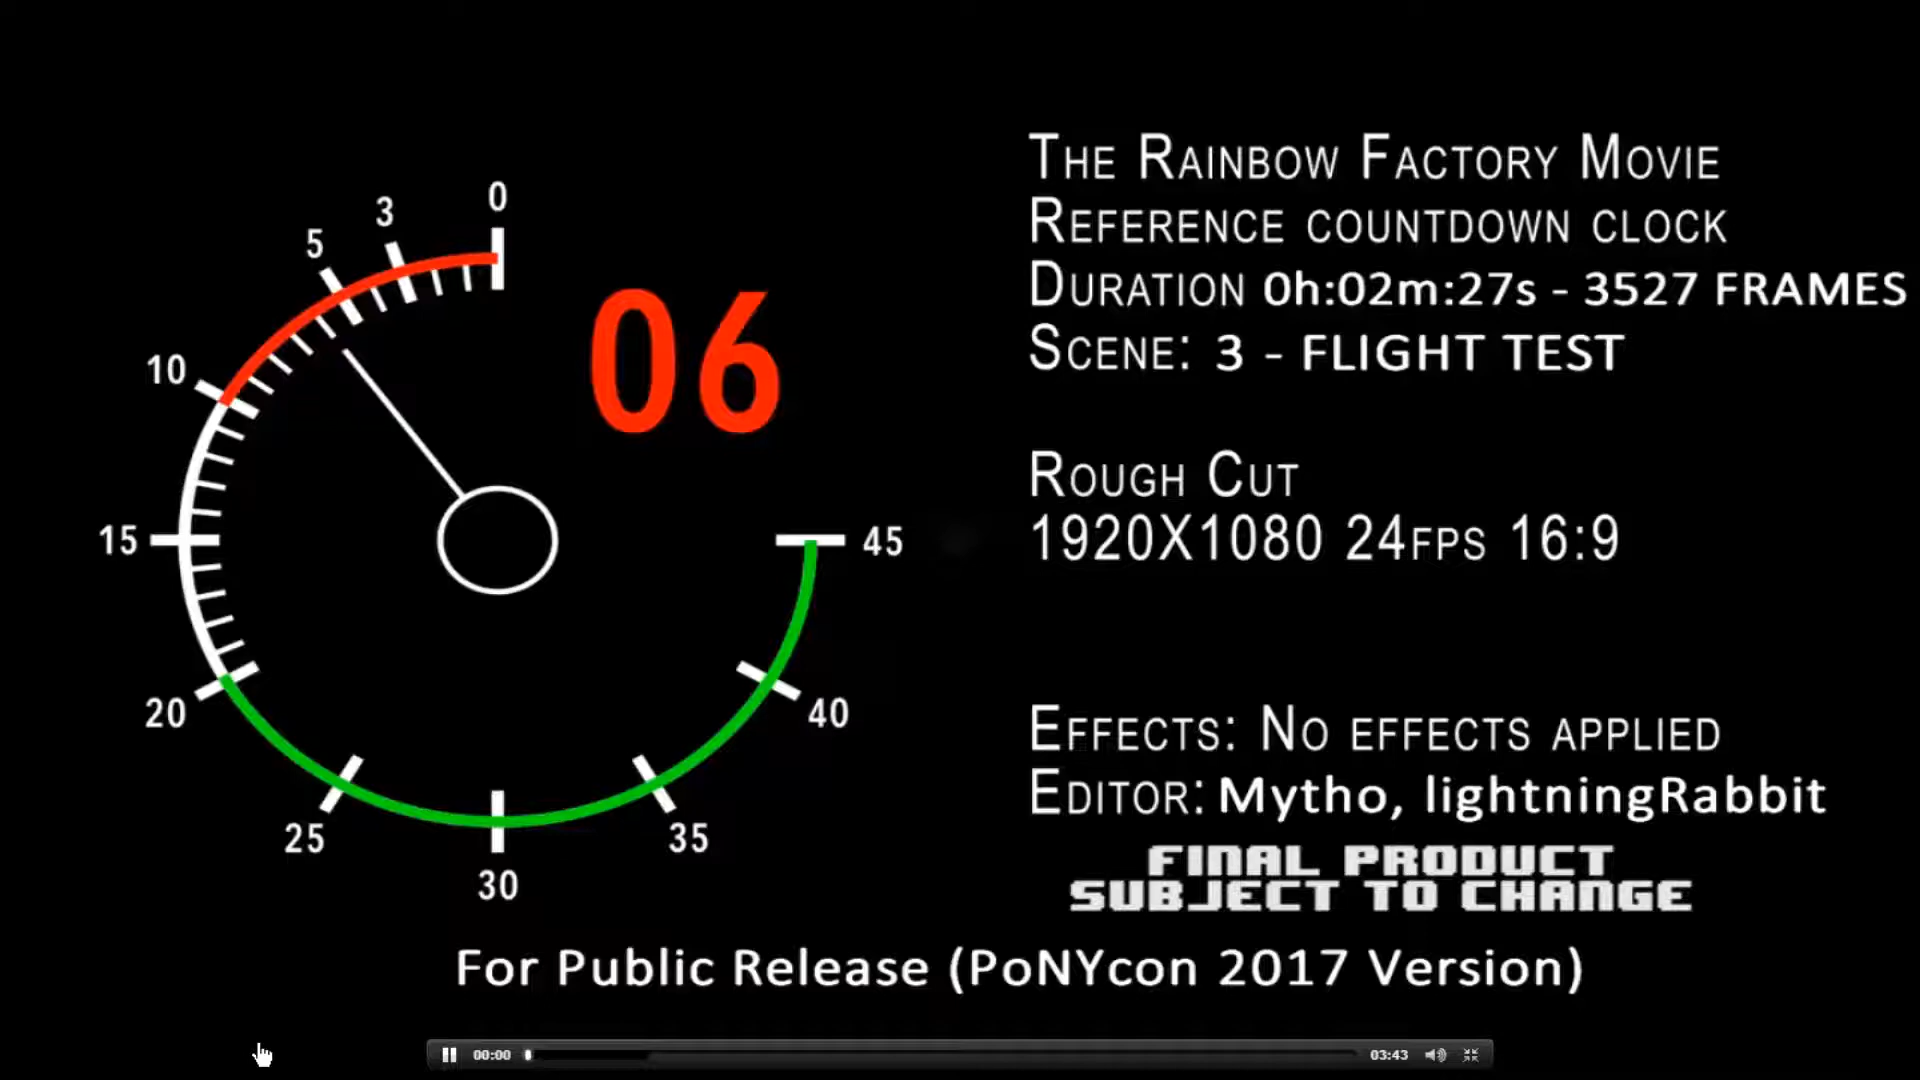 THE RAINBOW FACTORY MOVIE
REFERENCE COUNTDOWN CLOCK
DURATION 0h:02m:27s - 3527 FRAMES
SCENE: 3 - FLIGHT TEST
ROUGH CUT
1920X1080 24FPS 16:9
EFFECTS: NO EFFECTS APPLIED
EDITOR: Mytho, lightningRabbit
FINAL PRODUCT
SUBJECT TO CHANGE
For Public Release (PoNYcon 2017 Version)
0
3
5
06
10
15
45
20
40
25
35
30
00:00
03:43